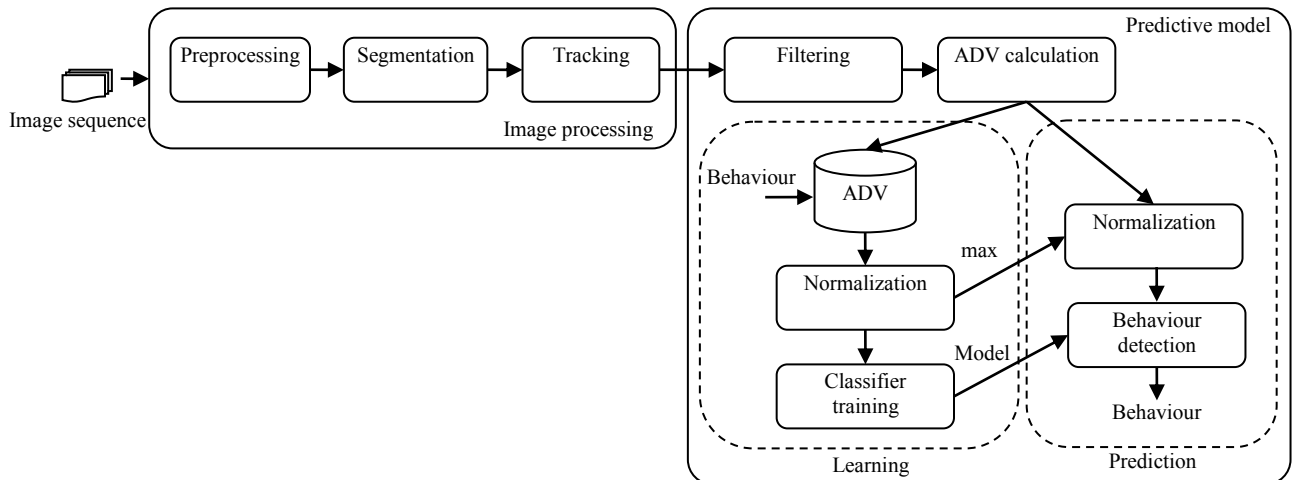 Predictive model
Preprocessing
Segmentation
Tracking
Filtering
ADV calculation
Image sequence
Image processing
Behaviour
ADV
Normalization
max
Normalization
Classifier
training
Model
Behaviour
detection
Behaviour
Learning
Prediction